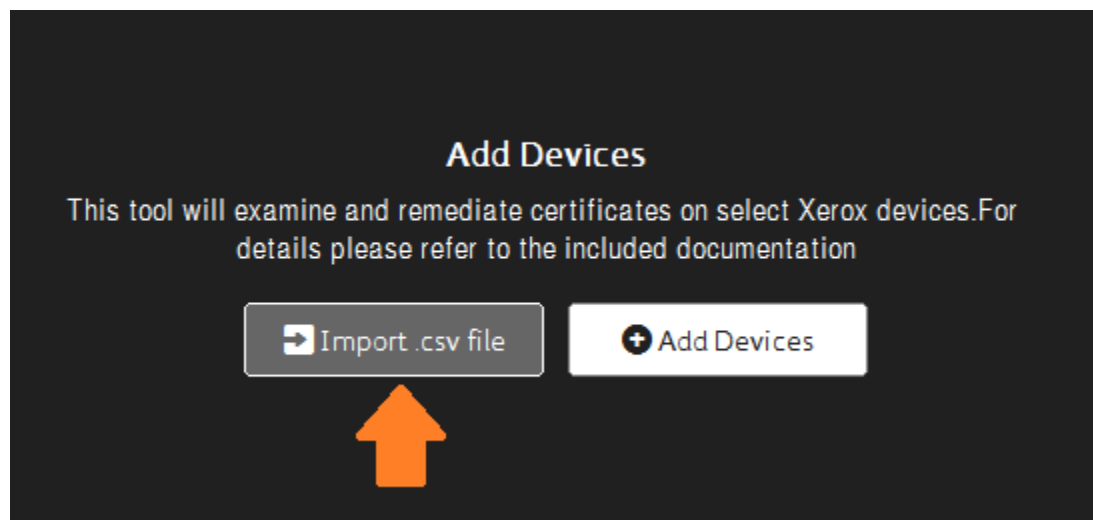 Add Devices
This tool will examine and remediate certificates on select Xerox devices.For
details please refer to the included documentation
Import .csv file
Add Devices